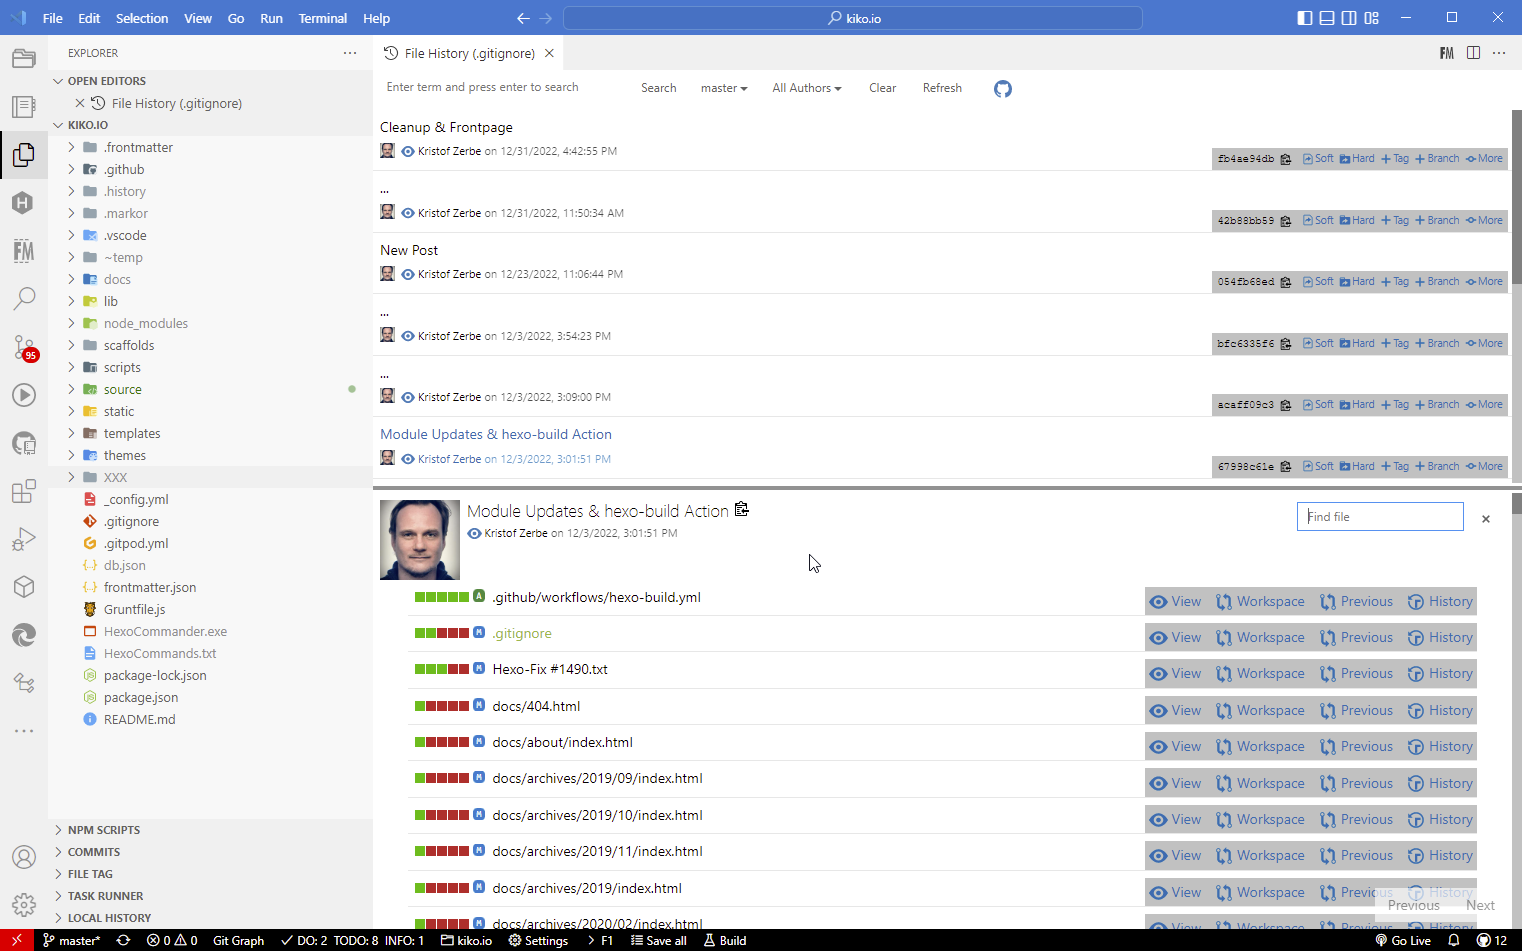 File Edit Selection View Go Run Terminal Help
kiko.io
EXPLORER
OPEN EDITORS
File History (.gitignore)
KIKO.IO
.frontmatter
.github
.history
.markor
.vscode
~temp
docs
lib
node_modules
scaffolds
scripts
source
static
templates
themes
XXX
_config.yml
.gitignore
.gitpod.yml
db.json
frontmatter.json
Gruntfile.js
HexoCommander.exe
HexoCommands.txt
package-lock.json
package.json
README.md
NPM SCRIPTS
COMMITS
FILE TAG
TASK RUNNER
LOCAL HISTORY
H
FM
95
File History (.gitignore)
FM
Enter term and press enter to search Search master All Authors Clear Refresh
Cleanup & Frontpage
Kristof Zerbe on 12/31/2022, 4:42:55 PM
fb4ae94db Soft Hard Tag Branch More
...
Kristof Zerbe on 12/31/2022, 11:50:34 AM
42b88bb59 Soft Hard Tag Branch More
New Post
Kristof Zerbe on 12/23/2022, 11:06:44 PM
054fb68ed Soft Hard Tag Branch More
...
Kristof Zerbe on 12/3/2022, 3:54:23 PM
bfc6335f6 Soft Hard Tag Branch More
...
Kristof Zerbe on 12/3/2022, 3:09:00 PM
acaff09c3 Soft Hard Tag Branch More
Module Updates & hexo-build Action
Kristof Zerbe on 12/3/2022, 3:01:51 PM
67998c61e Soft Hard Tag Branch More
Module Updates & hexo-build Action
Kristof Zerbe on 12/3/2022, 3:01:51 PM
Find file
A .github/workflows/hexo-build.yml View Workspace Previous History
M .gitignore View Workspace Previous History
M Hexo-Fix #1490.txt View Workspace Previous History
M docs/404.html View Workspace Previous History
M docs/about/index.html View Workspace Previous History
M docs/archives/2019/09/index.html View Workspace Previous History
M docs/archives/2019/10/index.html View Workspace Previous History
M docs/archives/2019/11/index.html View Workspace Previous History
M docs/archives/2019/index.html View Workspace Previous History
M docs/archives/2020/02/index.html View Workspace Previous History
Previous Next
master* 0 0 Git Graph DO: 2 TODO: 8 INFO: 1 kiko.io Settings F1 Save all Build Go Live 12